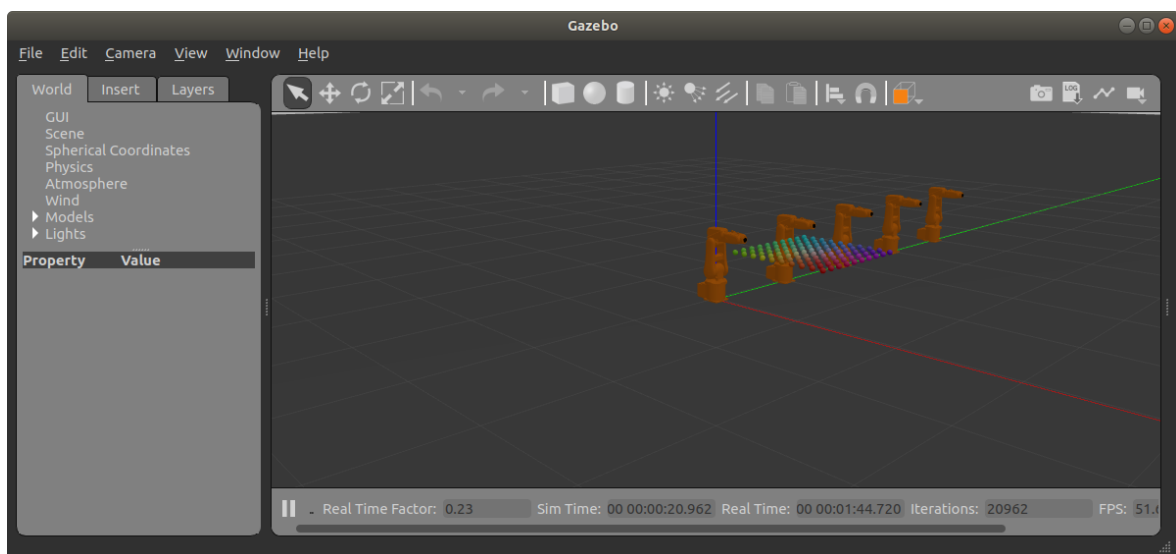 Gazebo
File Edit Camera View Window Help
World Insert Layers
GUI
Scene
Spherical Coordinates
Physics
Atmosphere
Wind
Models
Lights
Property Value
LOG
Real Time Factor: 0.23 Sim Time: 00 00:00:20.962 Real Time: 00 00:01:44.720 Iterations: 20962 FPS: 51.